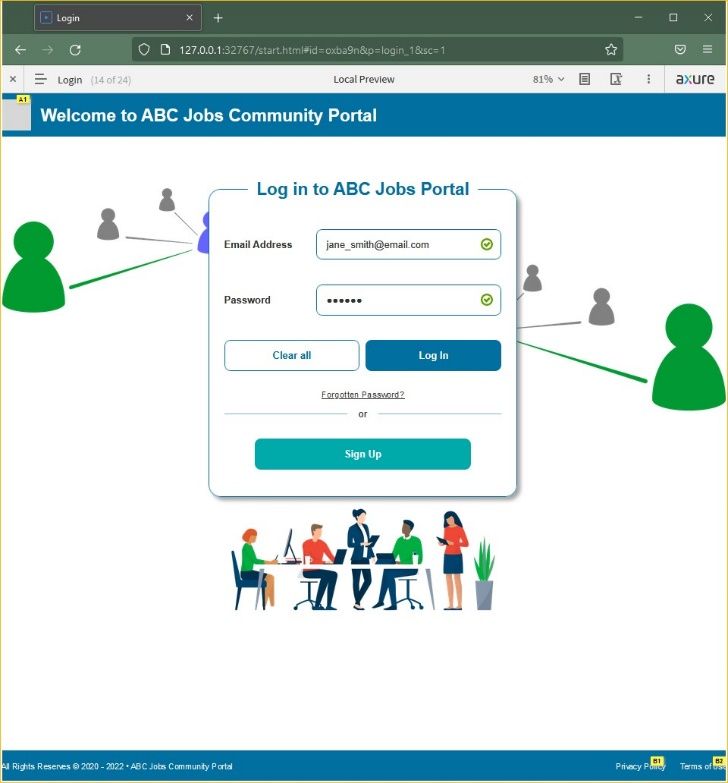 Login
127.0.0.1:32767/start.html#id=oxba9n&p=login_1&sc=1
Login (14 of 24) Local Preview 81% axure
A1
Welcome to ABC Jobs Community Portal
Log in to ABC Jobs Portal
Email Address jane_smith@email.com
Password ••••••
Clear all Log In
Forgotten Password?
or
Sign Up
B1
All Rights Reserves © 2020 - 2022 • ABC Jobs Community Portal Privacy Policy Terms of